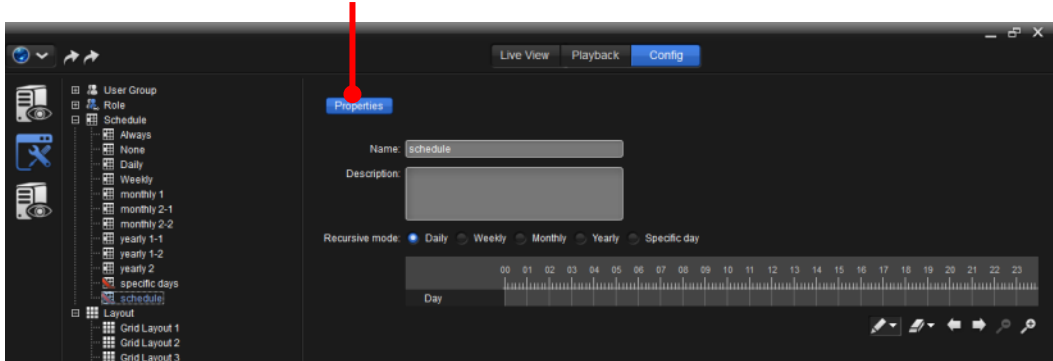 Live View Playback Config
User Group
Role
Schedule
Always
None
Daily
Weekly
monthly 1
monthly 2-1
monthly 2-2
yearly 1-1
yearly 1-2
yearly 2
specific days
schedule
Layout
Grid Layout 1
Grid Layout 2
Grid Layout 3
Properties
Name: schedule
Description:
Recursive mode: Daily Weekly Monthly Yearly Specific day
00 01 02 03 04 05 06 07 08 09 10 11 12 13 14 15 16 17 18 19 20 21 22 23
Day